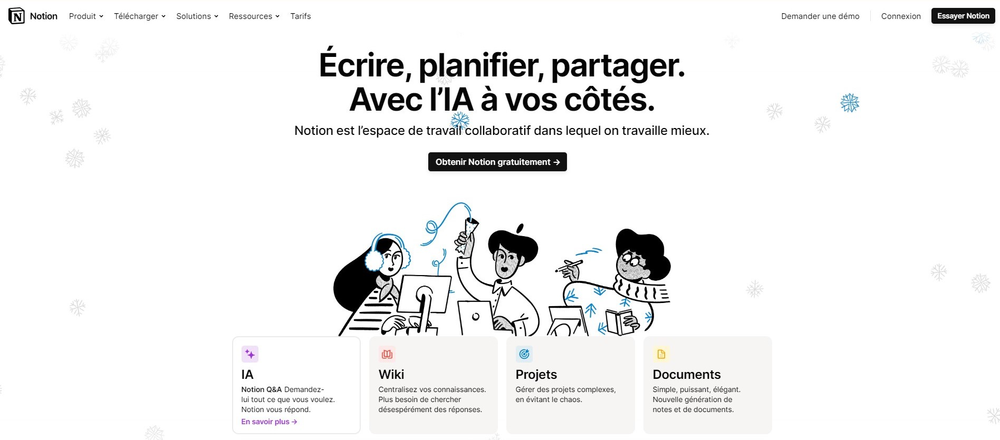 Notion
Produit
Télécharger
Solutions
Ressources
Tarifs
Demander une démo
Connexion
Essayer Notion
Écrire, planifier, partager.
Avec l’IA à vos côtés.
Notion est l’espace de travail collaboratif dans lequel on travaille mieux.
Obtenir Notion gratuitement →
IA
Notion Q&A Demandez-
lui tout ce que vous voulez.
Notion vous répond.
En savoir plus →
Wiki
Centralisez vos connaissances.
Plus besoin de chercher
désespérément des réponses.
Projets
Gérer des projets complexes,
en évitant le chaos.
Documents
Simple, puissant, élégant.
Nouvelle génération de
notes et de documents.